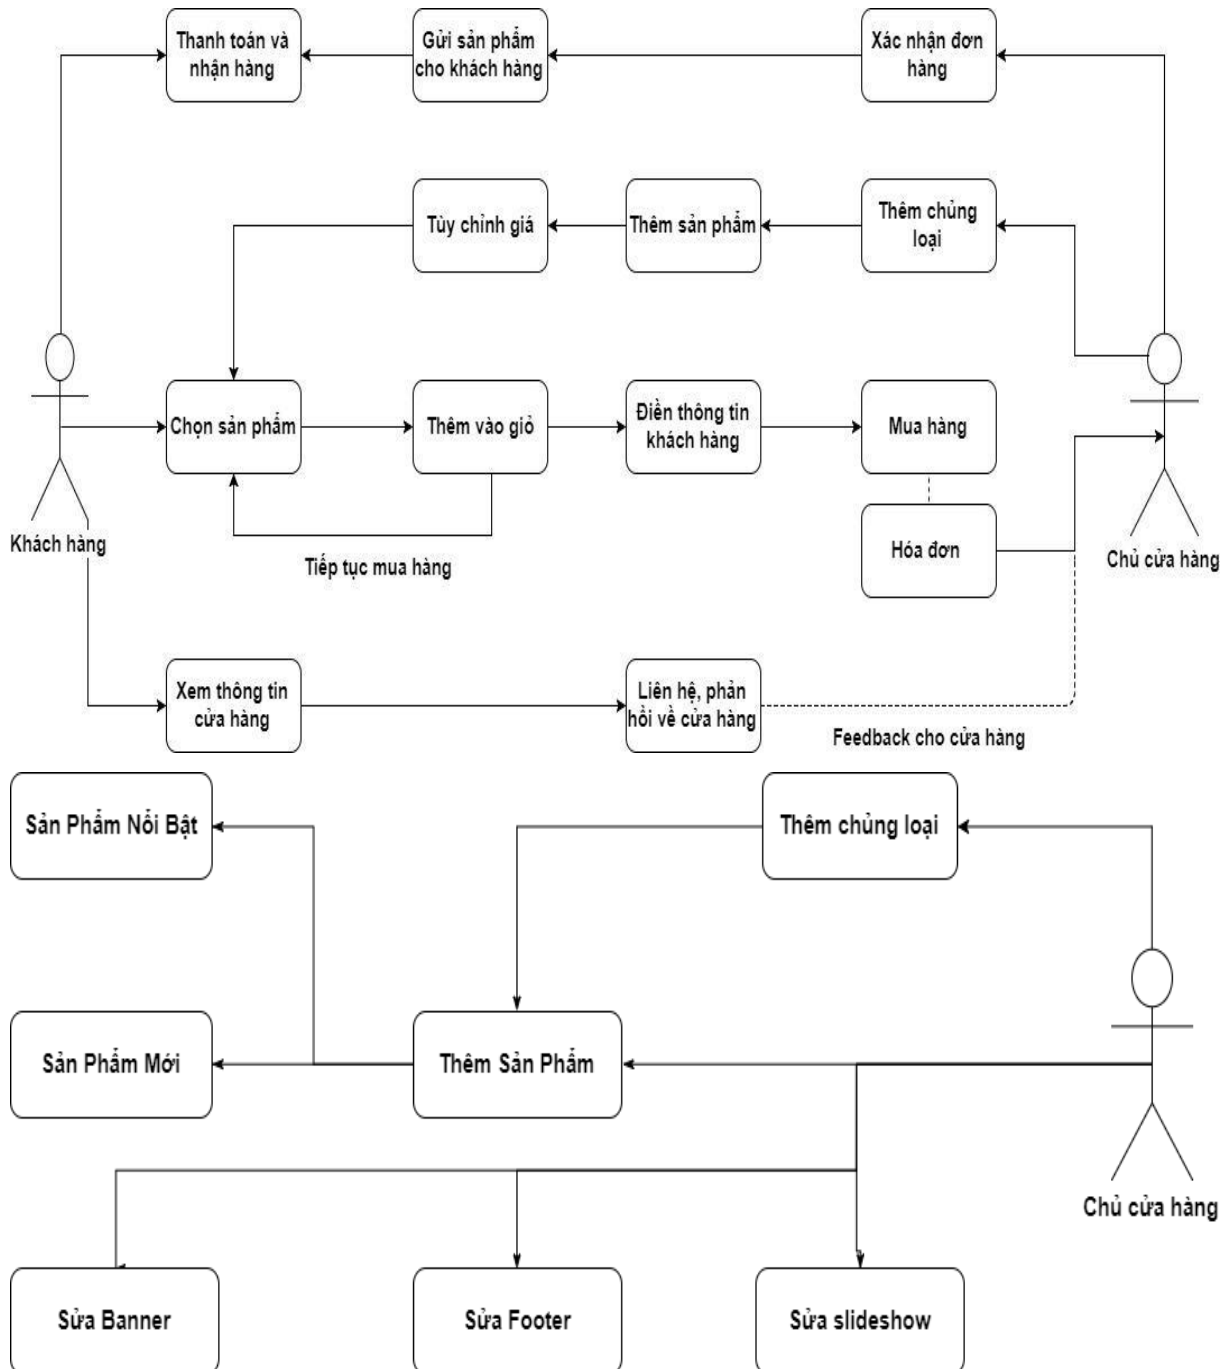 Thanh toán và
nhận hàng
Gửi sản phẩm
cho khách hàng
Xác nhận đơn
hàng
Tùy chỉnh giá
Thêm sản phẩm
Thêm chủng
loại
Chọn sản phẩm
Thêm vào giỏ
Điền thông tin
khách hàng
Mua hàng
Khách hàng
Tiếp tục mua hàng
Hóa đơn
Chủ cửa hàng
Xem thông tin
cửa hàng
Liên hệ, phản
hồi về cửa hàng
Feedback cho cửa hàng
Sản Phẩm Nổi Bật
Thêm chủng loại
Sản Phẩm Mới
Thêm Sản Phẩm
Chủ cửa hàng
Sửa Banner
Sửa Footer
Sửa slideshow